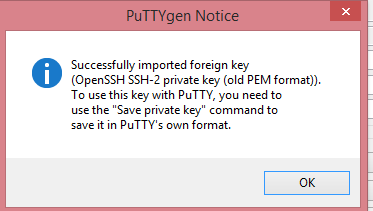 PuTTYgen Notice
Successfully imported foreign key
(OpenSSH SSH-2 private key (old PEM format)).
To use this key with PuTTY, you need to
use the "Save private key" command to
save it in PuTTY's own format.
OK